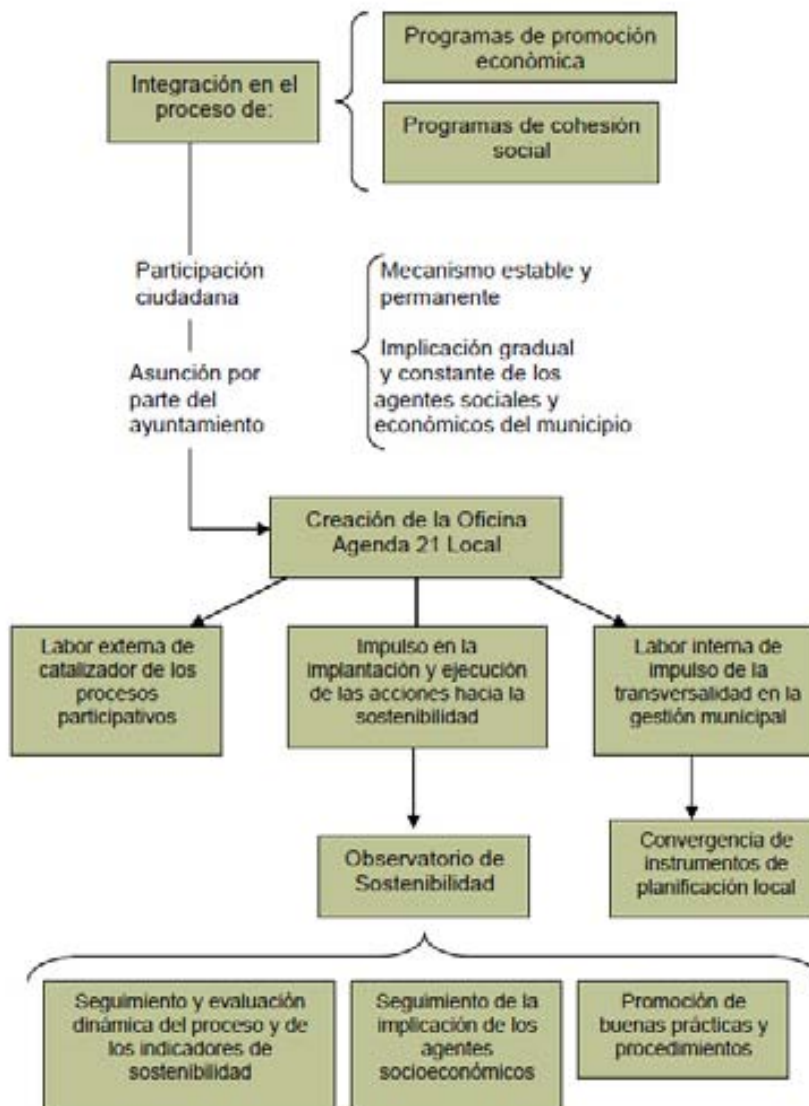 Integración en el
proceso de:
Programas de promoción
económica
Programas de cohesión
social
Participación
ciudadana
Asunción por
parte del
ayuntamiento
Mecanismo estable y
permanente
Implicación gradual
y constante de los
agentes sociales y
económicos del municipio
Creación de la Oficina
Agenda 21 Local
Labor externa de
catalizador de los
procesos
participativos
Impulso en la
implantación y ejecución
de las acciones hacia la
sostenibilidad
Labor interna de
impulso de la
transversalidad en la
gestión municipal
Observatorio de
Sostenibilidad
Convergencia de
instrumentos de
planificación local
Seguimiento y evaluación
dinámica del proceso y de
los indicadores de
sostenibilidad
Seguimiento de la
implicación de los
agentes
socioeconómicos
Promoción de
buenas prácticas y
procedimientos